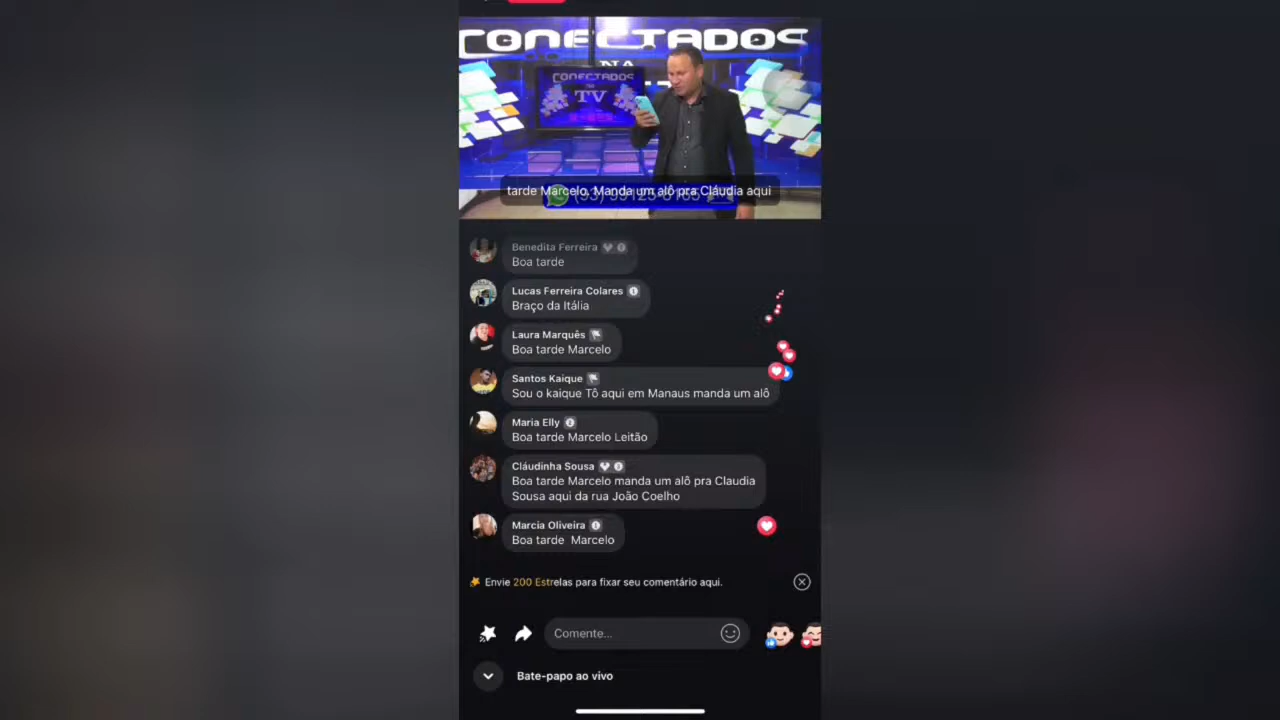 CONECTADOS
NA
CONECTADOS
TV
tarde Marcelo. Manda um alô pra Cláudia aqui
Benedita Ferreira
Boa tarde
Lucas Ferreira Colares
Braço da Itália
Laura Marquês
Boa tarde Marcelo
Santos Kaique
Sou o kaique Tô aqui em Manaus manda um alô
Maria Elly
Boa tarde Marcelo Leitão
Cláudinha Sousa
Boa tarde Marcelo manda um alô pra Claudia
Sousa aqui da rua João Coelho
Marcia Oliveira
Boa tarde  Marcelo
Envie 200 Estrelas para fixar seu comentário aqui.
Comente...
Bate-papo ao vivo